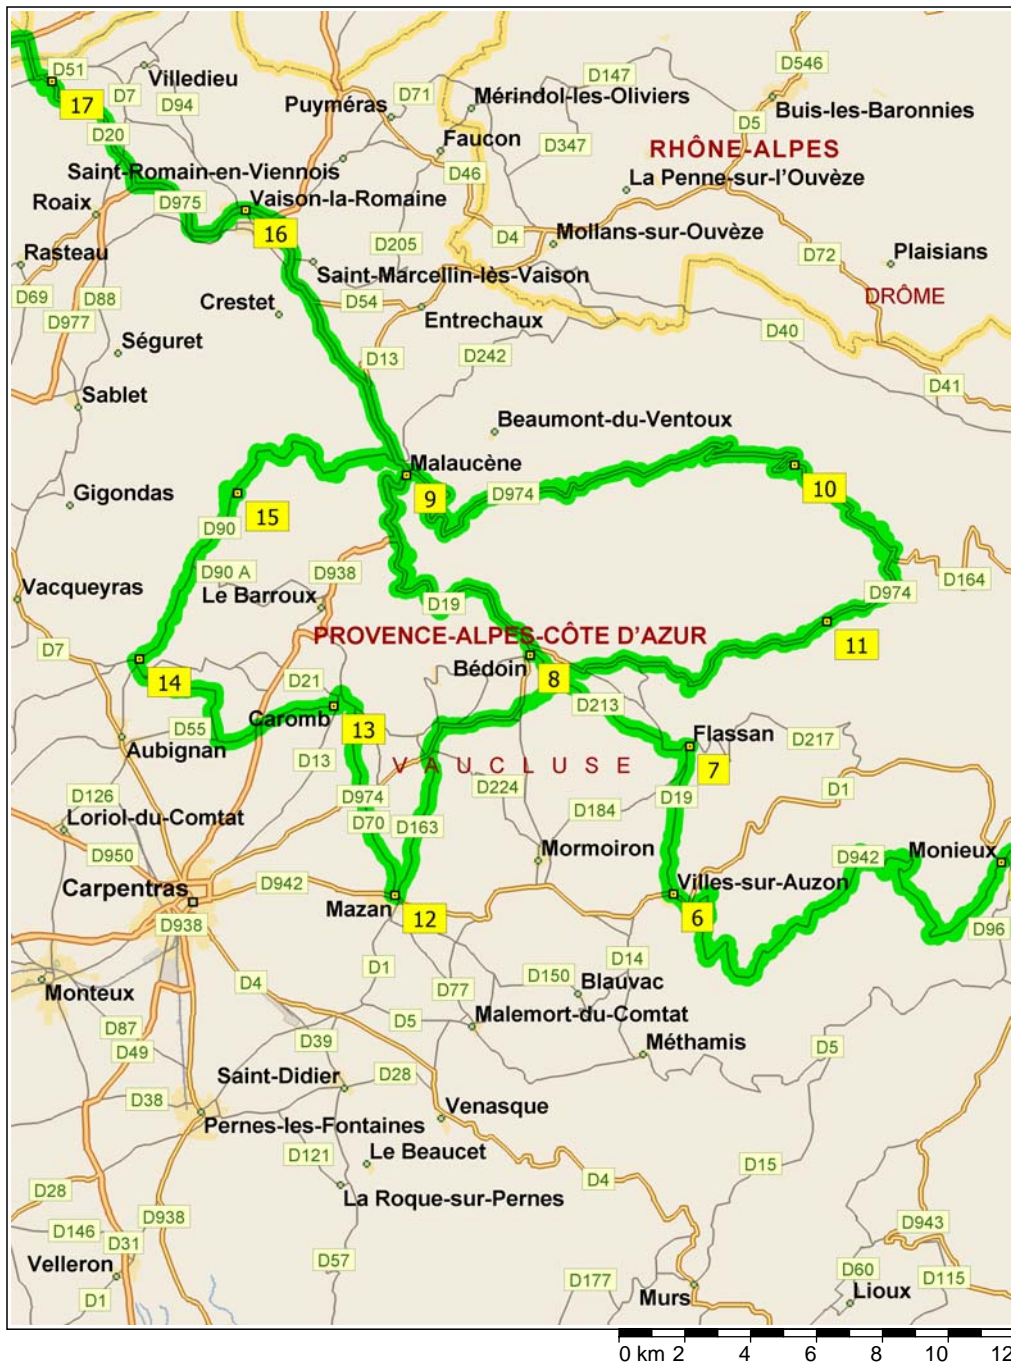 D51
Villedieu
D147
D546
17
D7
D94
Puyméras
D71
Mérindol-les-Oliviers
Buis-les-Baronnies
D20
Faucon
D347
D5
RHÔNE-ALPES
Saint-Romain-en-Viennois
D46
La Penne-sur-l'Ouvèze
Roaix
D975
Vaison-la-Romaine
16
D205
D4
Mollans-sur-Ouvèze
D72
Plaisians
Rasteau
Saint-Marcellin-lès-Vaison
D69
D88
Crestet
D54
DRÔME
D977
Entrechaux
D40
Séguret
D13
D242
Sablet
D41
Beaumont-du-Ventoux
Malaucène
Gigondas
15
9
D974
10
D90
Vacqueyras
D90 A
D938
D164
Le Barroux
D19
D974
D7
PROVENCE-ALPES-CÔTE D'AZUR
11
14
Bédoin
8
D21
D213
Caromb
13
D55
Flassan
Aubignan
D13
VAUCLUSE
7
D217
D126
D974
D224
D19
D1
Loriol-du-Comtat
D70
D163
D184
D950
Mormoiron
D942
Monieux
Carpentras
D942
Villes-sur-Auzon
Mazan
12
6
D938
D96
D1
D14
D4
D77
D150
Blauvac
Monteux
D87
D5
Malemort-du-Comtat
D49
D39
Méthamis
D5
Saint-Didier
D28
D38
Venasque
Pernes-les-Fontaines
D121
Le Beaucet
D15
D28
La Roque-sur-Pernes
D4
D146
D938
D943
D31
Velleron
D57
D60
D115
D177
D1
Murs
Lioux
0 km 2 4 6 8 10 12